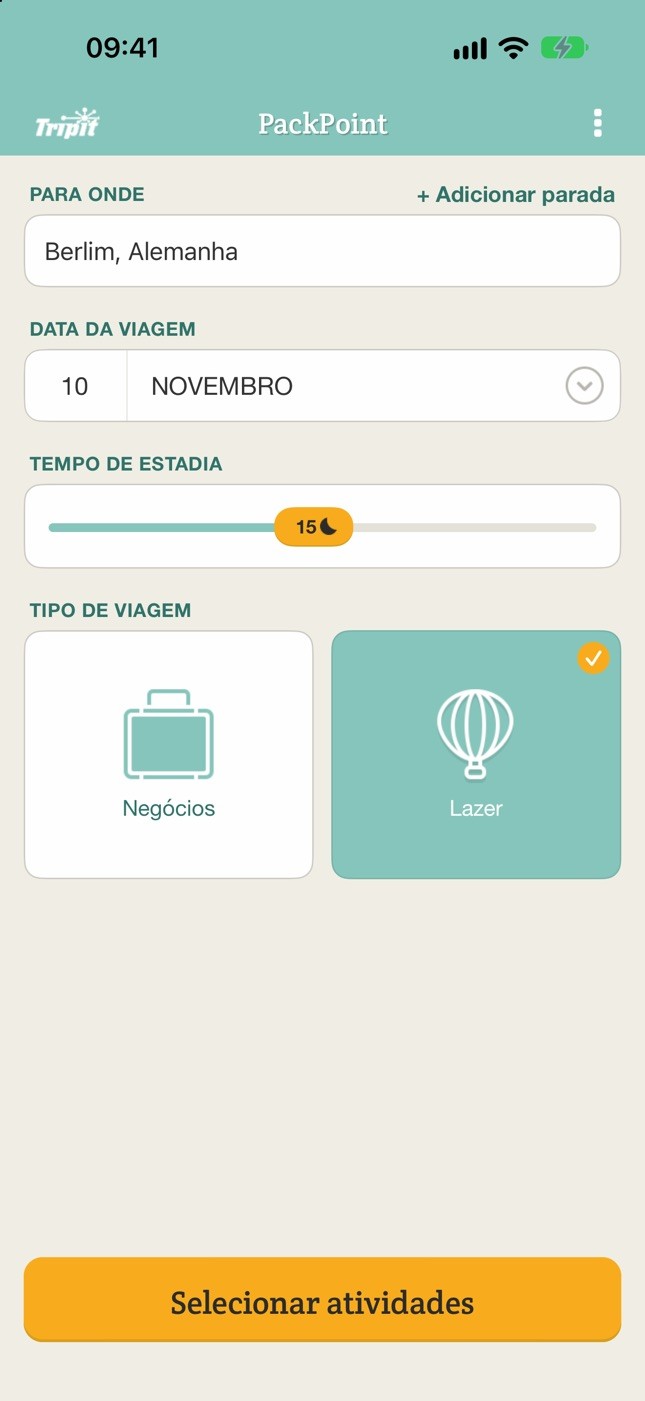 09:41
Tripit
PackPoint
PARA ONDE
+ Adicionar parada
Berlim, Alemanha
DATA DA VIAGEM
10
NOVEMBRO
TEMPO DE ESTADIA
15
TIPO DE VIAGEM
Negócios
Lazer
Selecionar atividades